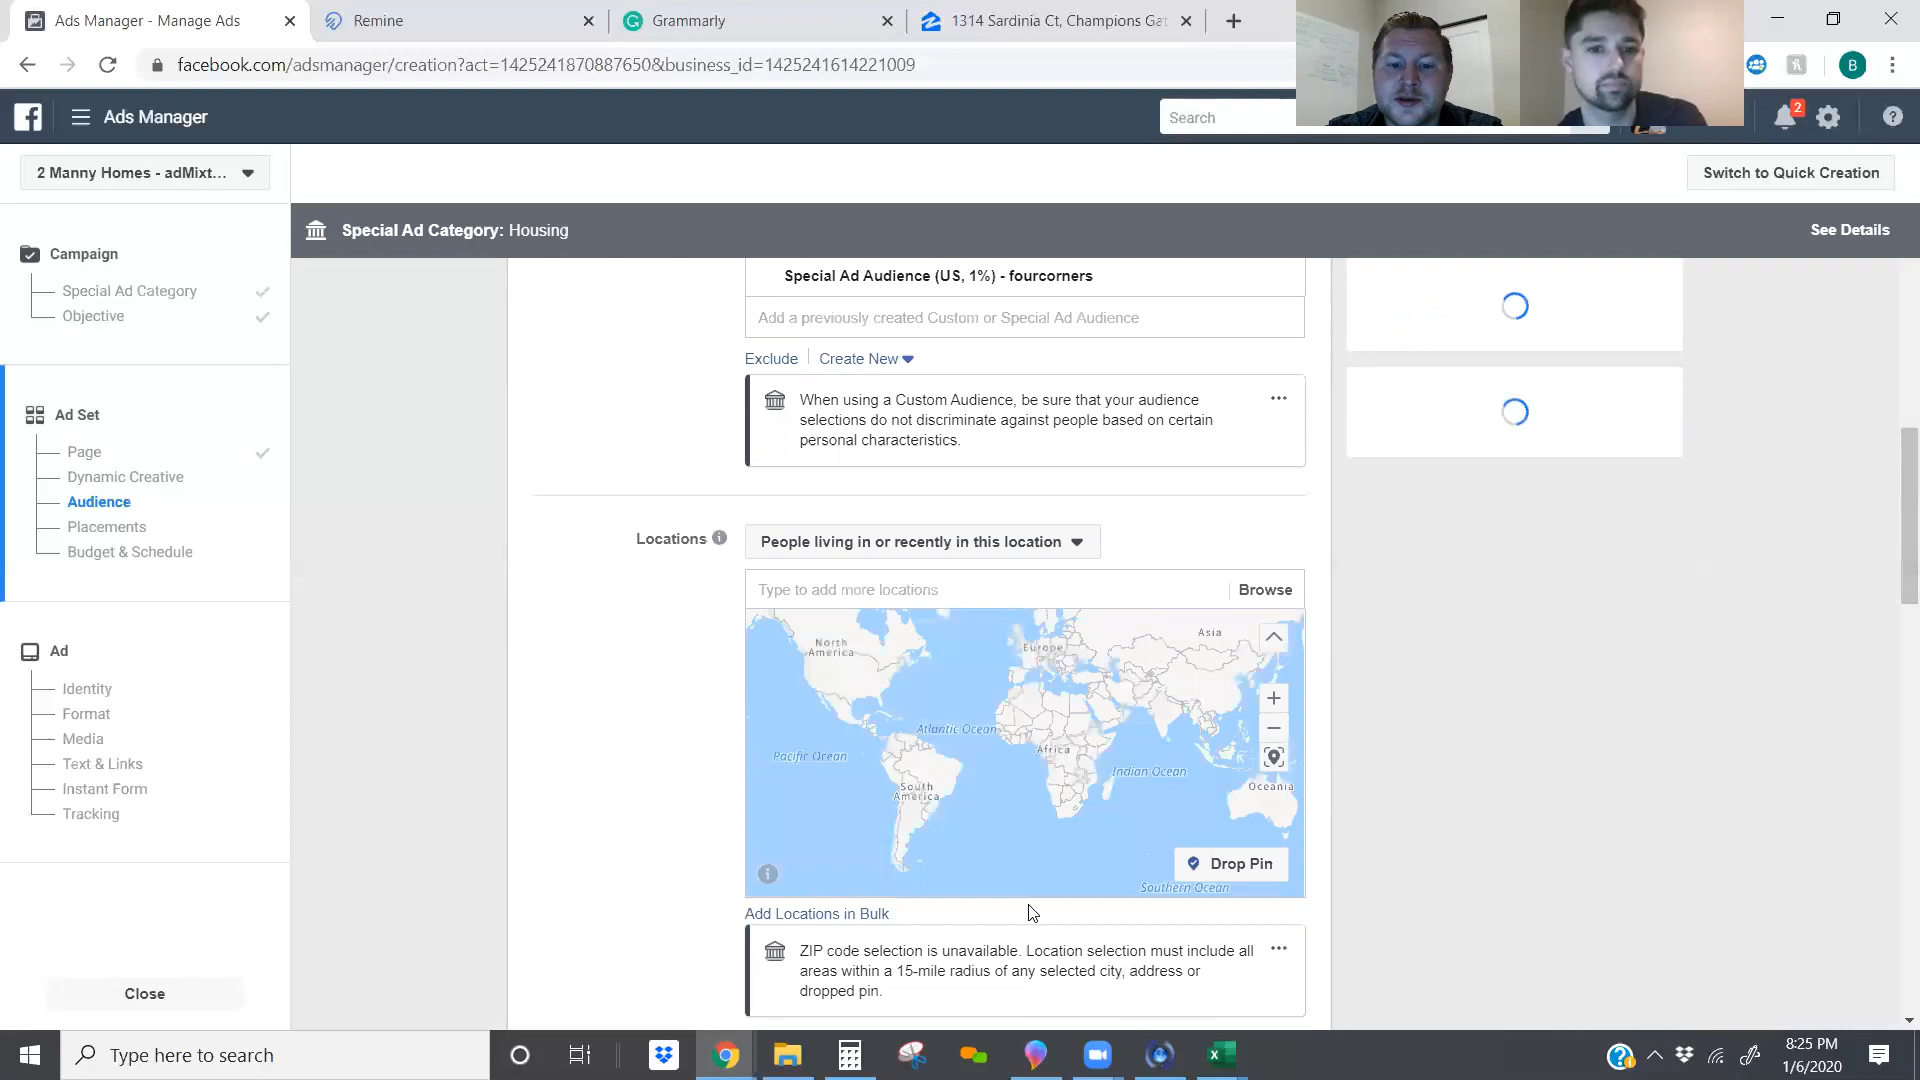 Ads Manager - Manage Ads
Remine
Grammarly
1314 Sardinia Ct, Champions Gat
facebook.com/adsmanager/creation?act=1425241870887650&business_id=1425241614221009
B
Ads Manager
Search
2
2 Manny Homes - adMixt...
Switch to Quick Creation
Special Ad Category: Housing
See Details
Campaign
Special Ad Category
Objective
Ad Set
Page
Dynamic Creative
Audience
Placements
Budget & Schedule
Ad
Identity
Format
Media
Text & Links
Instant Form
Tracking
Close
Special Ad Audience (US, 1%) - fourcorners
Add a previously created Custom or Special Ad Audience
Exclude
Create New
When using a Custom Audience, be sure that your audience
selections do not discriminate against people based on certain
personal characteristics.
Locations
People living in or recently in this location
Type to add more locations
Browse
North
America
Europe
Asia
Atlantic Ocean
Pacific Ocean
Africa
Indian Ocean
South
America
Oceania
Drop Pin
Southern Ocean
Add Locations in Bulk
ZIP code selection is unavailable. Location selection must include all
areas within a 15-mile radius of any selected city, address or
dropped pin.
Type here to search
8:25 PM
1/6/2020